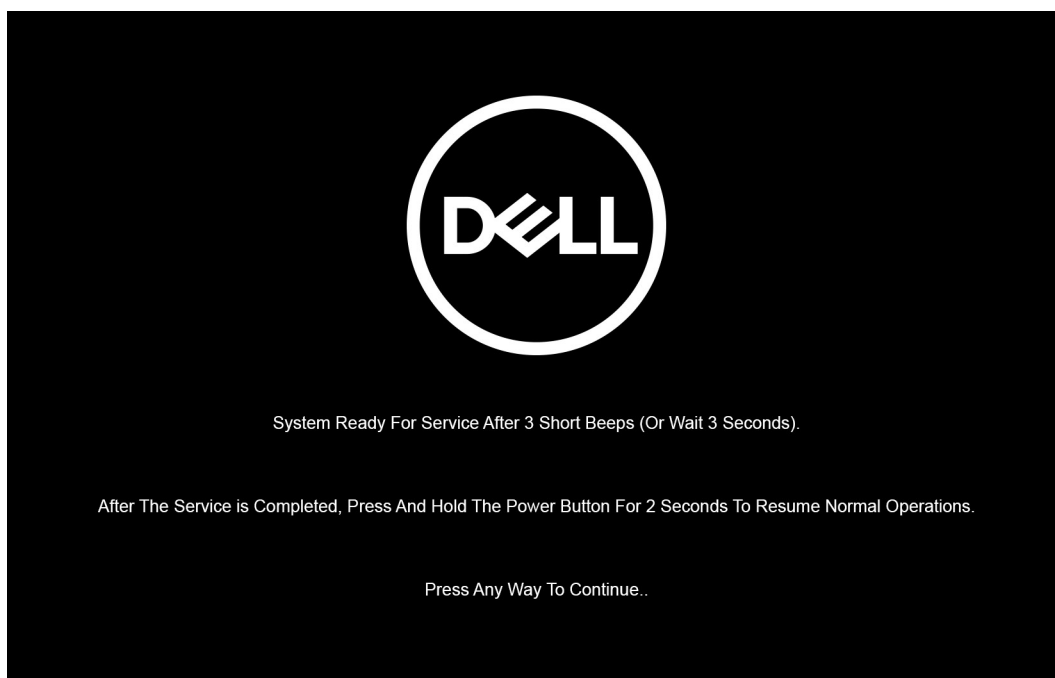 DELL
System Ready For Service After 3 Short Beeps (Or Wait 3 Seconds).
After The Service is Completed, Press And Hold The Power Button For 2 Seconds To Resume Normal Operations.
Press Any Way To Continue..